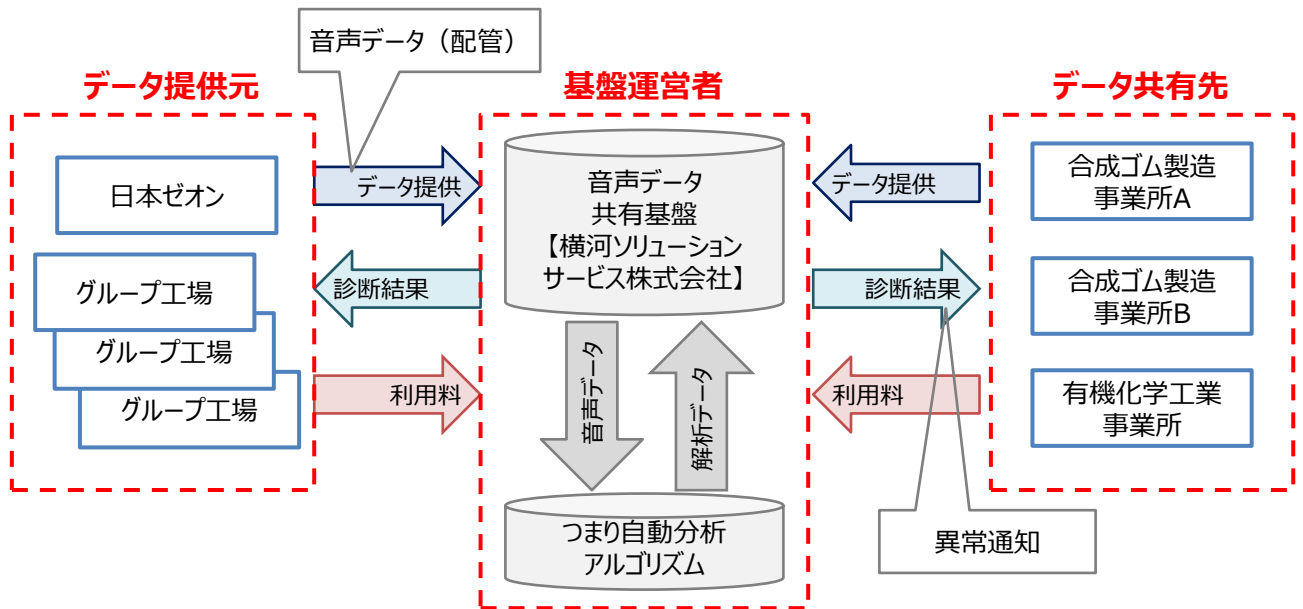 音声データ（配管）
データ提供元
基盤運営者
データ共有先
日本ゼオン
グループ工場
グループ工場
グループ工場
データ提供
診断結果
利用料
音声データ
共有基盤
【横河ソリューション
サービス株式会社】
音声データ
解析データ
つまり自動分析
アルゴリズム
データ提供
診断結果
利用料
合成ゴム製造
事業所A
合成ゴム製造
事業所B
有機化学工業
事業所
異常通知